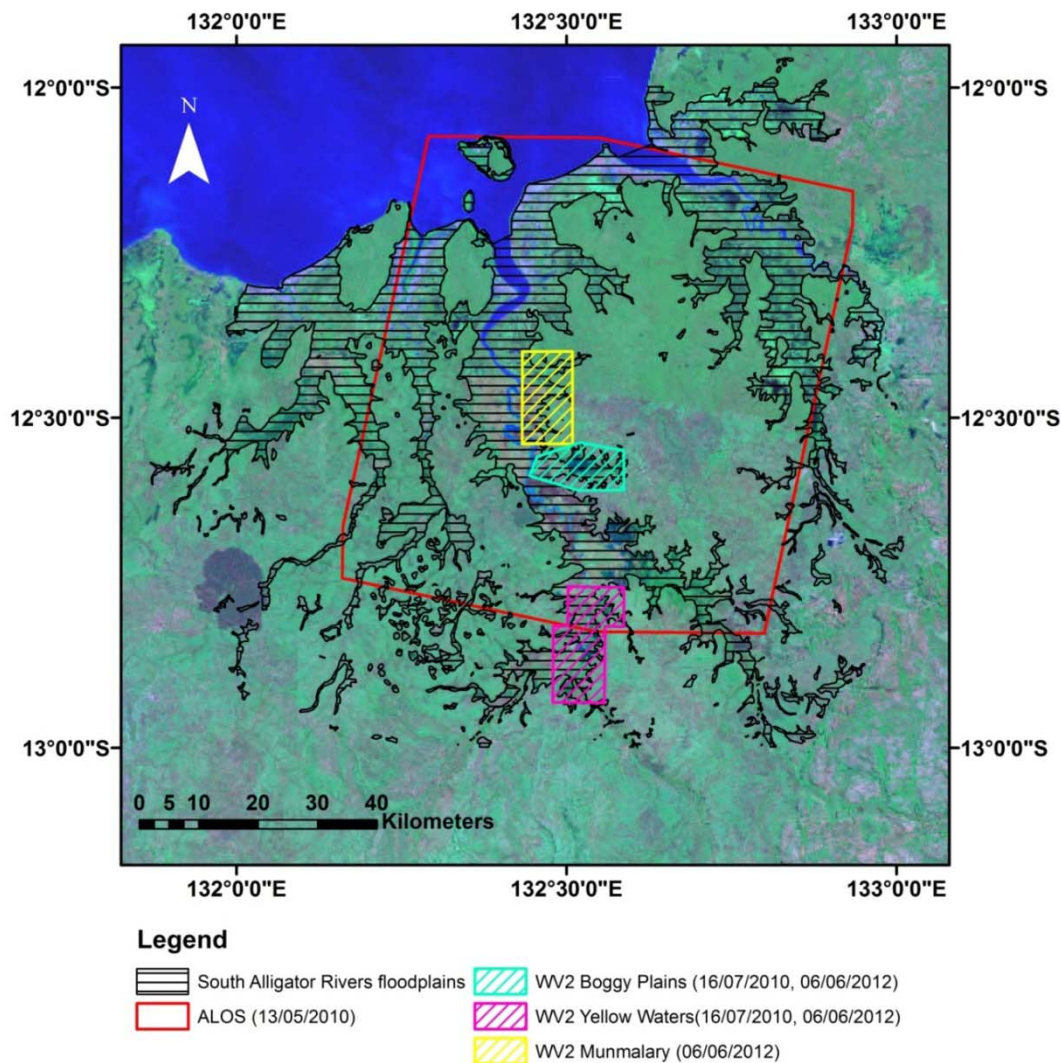 132°0'0"E 132°30'0"E 133°0'0"E
12°0'0"S 12°0'0"S
N
12°30'0"S 12°30'0"S
13°0'0"S 13°0'0"S
0 5 10 20 30 40
Kilometers
132°0'0"E 132°30'0"E 133°0'0"E
Legend
South Alligator Rivers floodplains
ALOS (13/05/2010)
WV2 Boggy Plains (16/07/2010, 06/06/2012)
WV2 Yellow Waters(16/07/2010, 06/06/2012)
WV2 Munmalary (06/06/2012)